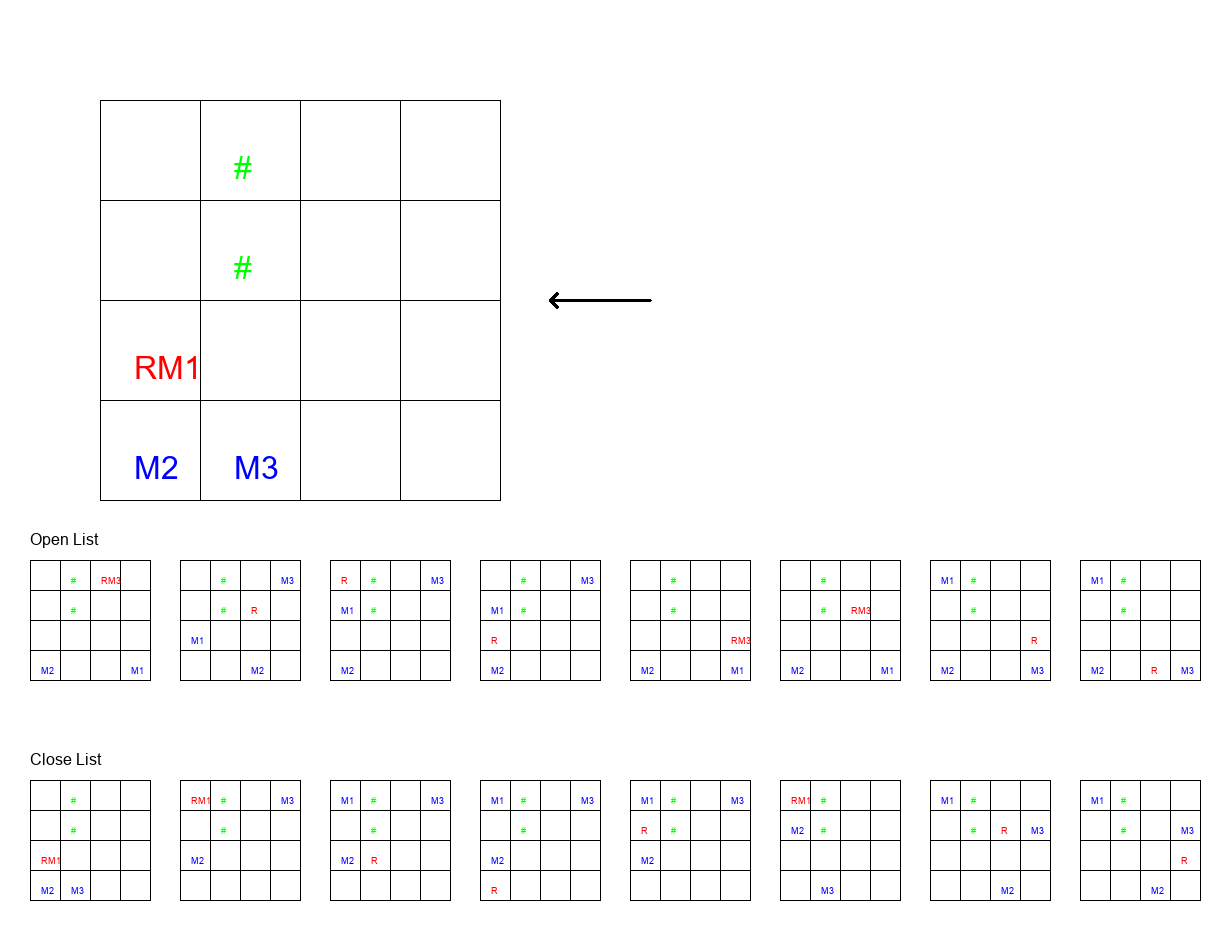 #
#
RM1
M2 M3
Open List
# RM3 # M3 R # M3 # M3 # # M1 # M1 #
# # R M1 # M1 # # # RM3 # #
M1 R RM3 R
M2 M1 M2 M2 M2 M2 M1 M2 M1 M2 M3 M2 R M3
Close List
# RM1 # M3 M1 # M3 M1 # M3 M1 # M3 RM1 # M1 # M1 #
# # # # R # M2 # # R M3 # M3
RM1 M2 M2 R M2 M2 R
M2 M3 R M3 M2 M2